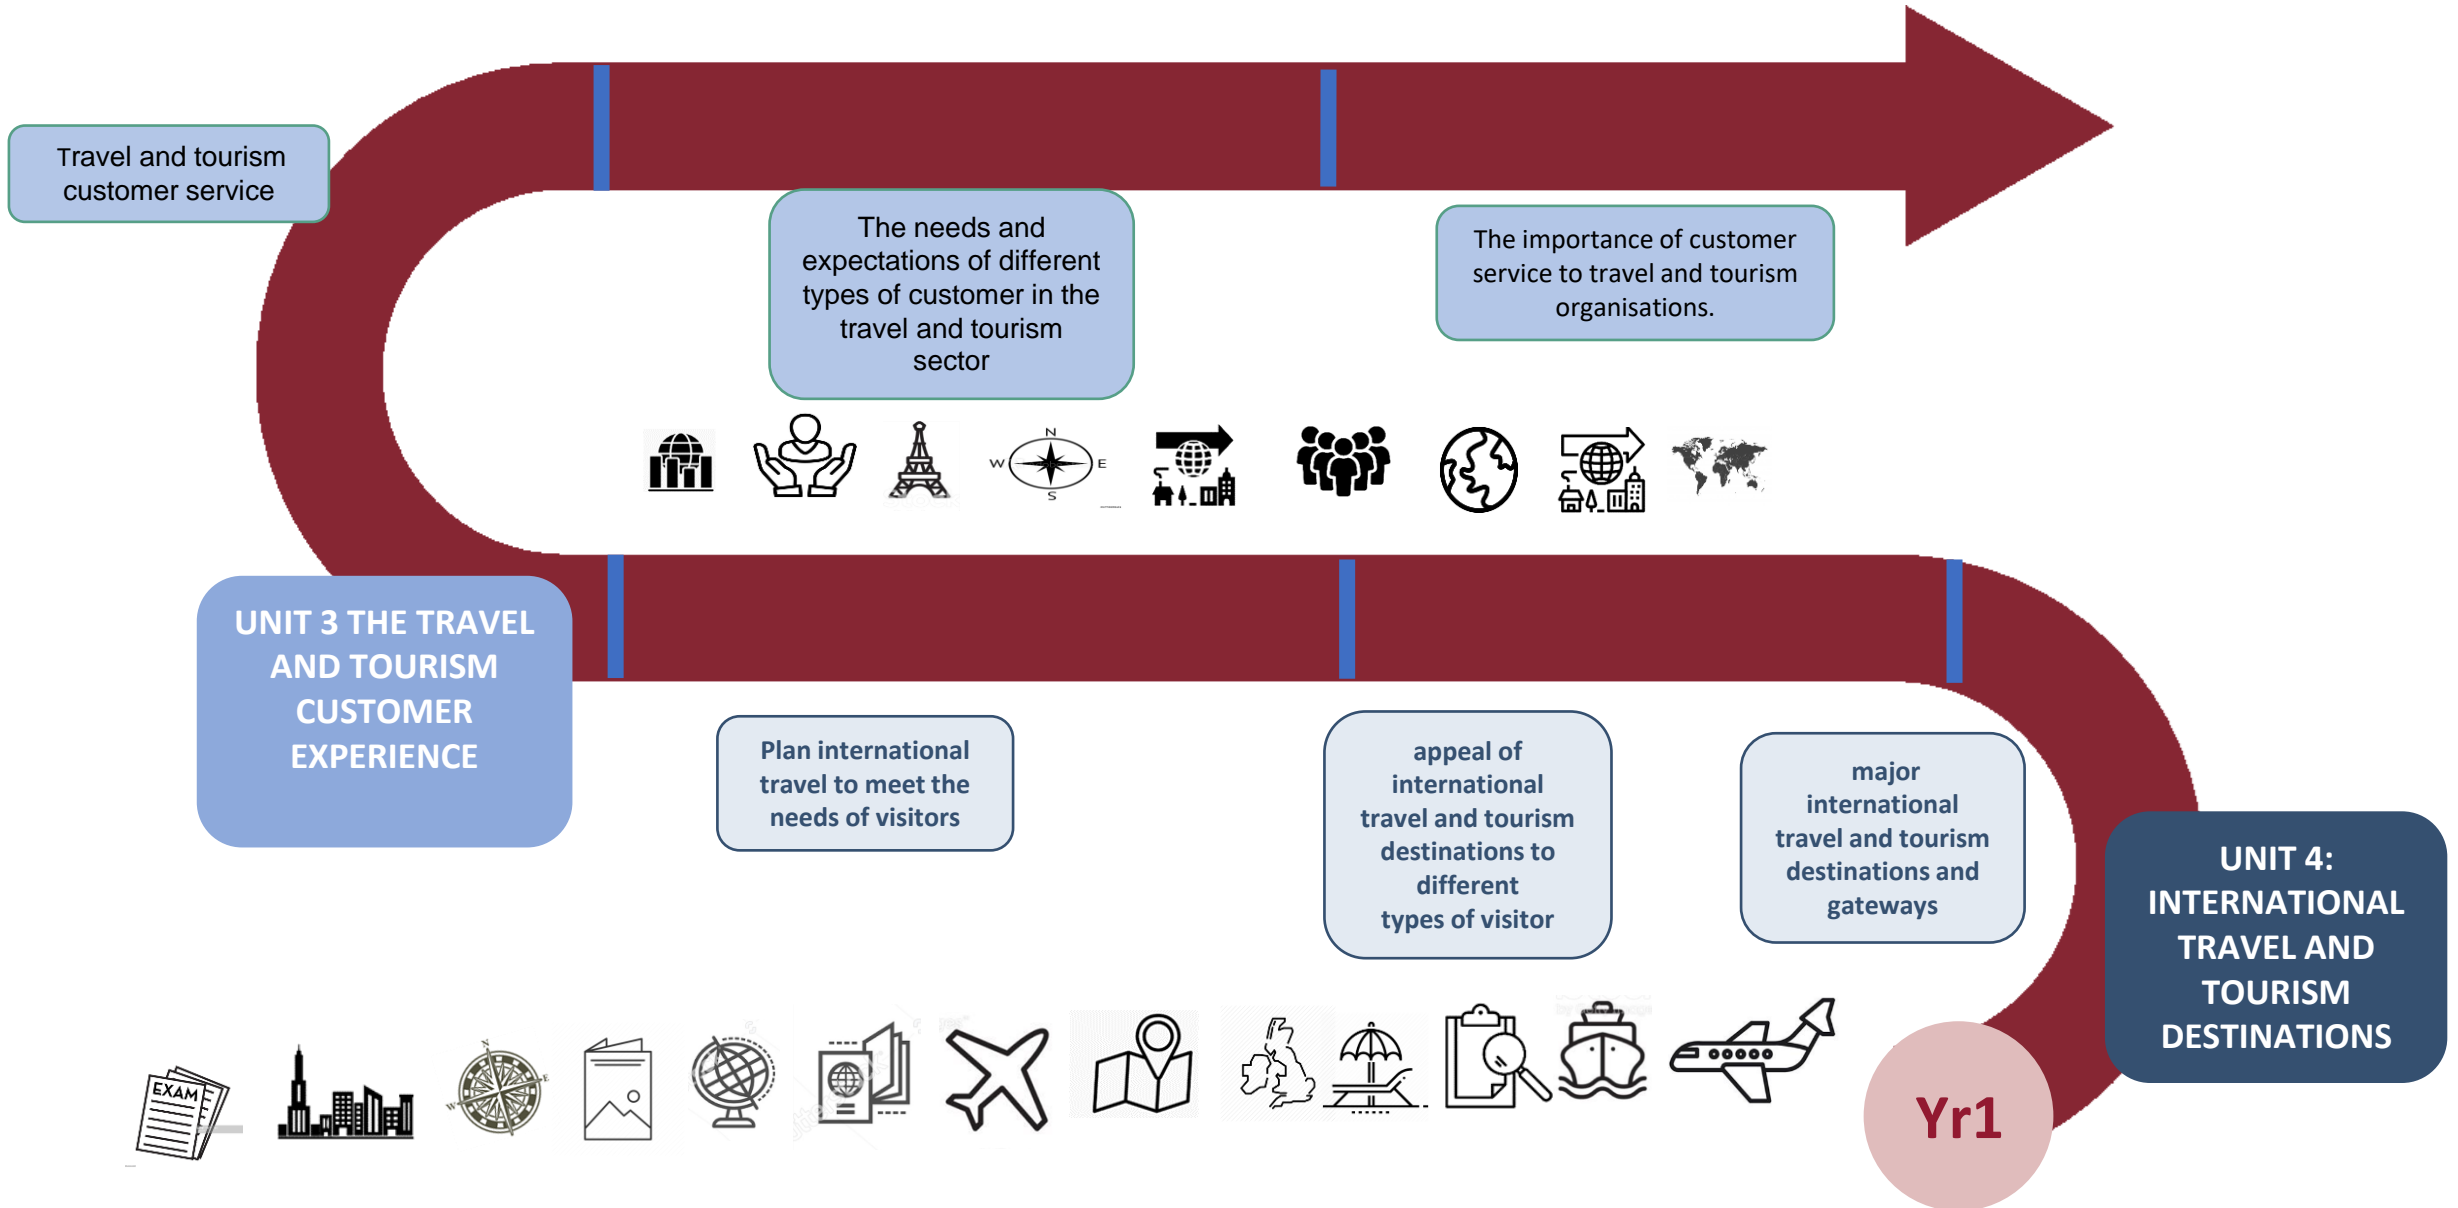 Travel and tourism
customer service
The needs and
expectations of different
types of customer in the
travel and tourism
sector
The importance of customer
service to travel and tourism
organisations.
N
W
E
S
UNIT 3 THE TRAVEL
AND TOURISM
CUSTOMER
EXPERIENCE
Plan international
travel to meet the
needs of visitors
appeal of
international
travel and tourism
destinations to
different
types of visitor
major
international
travel and tourism
destinations and
gateways
UNIT 4:
INTERNATIONAL
TRAVEL AND
TOURISM
DESTINATIONS
EXAM
N
W
E
Yr1